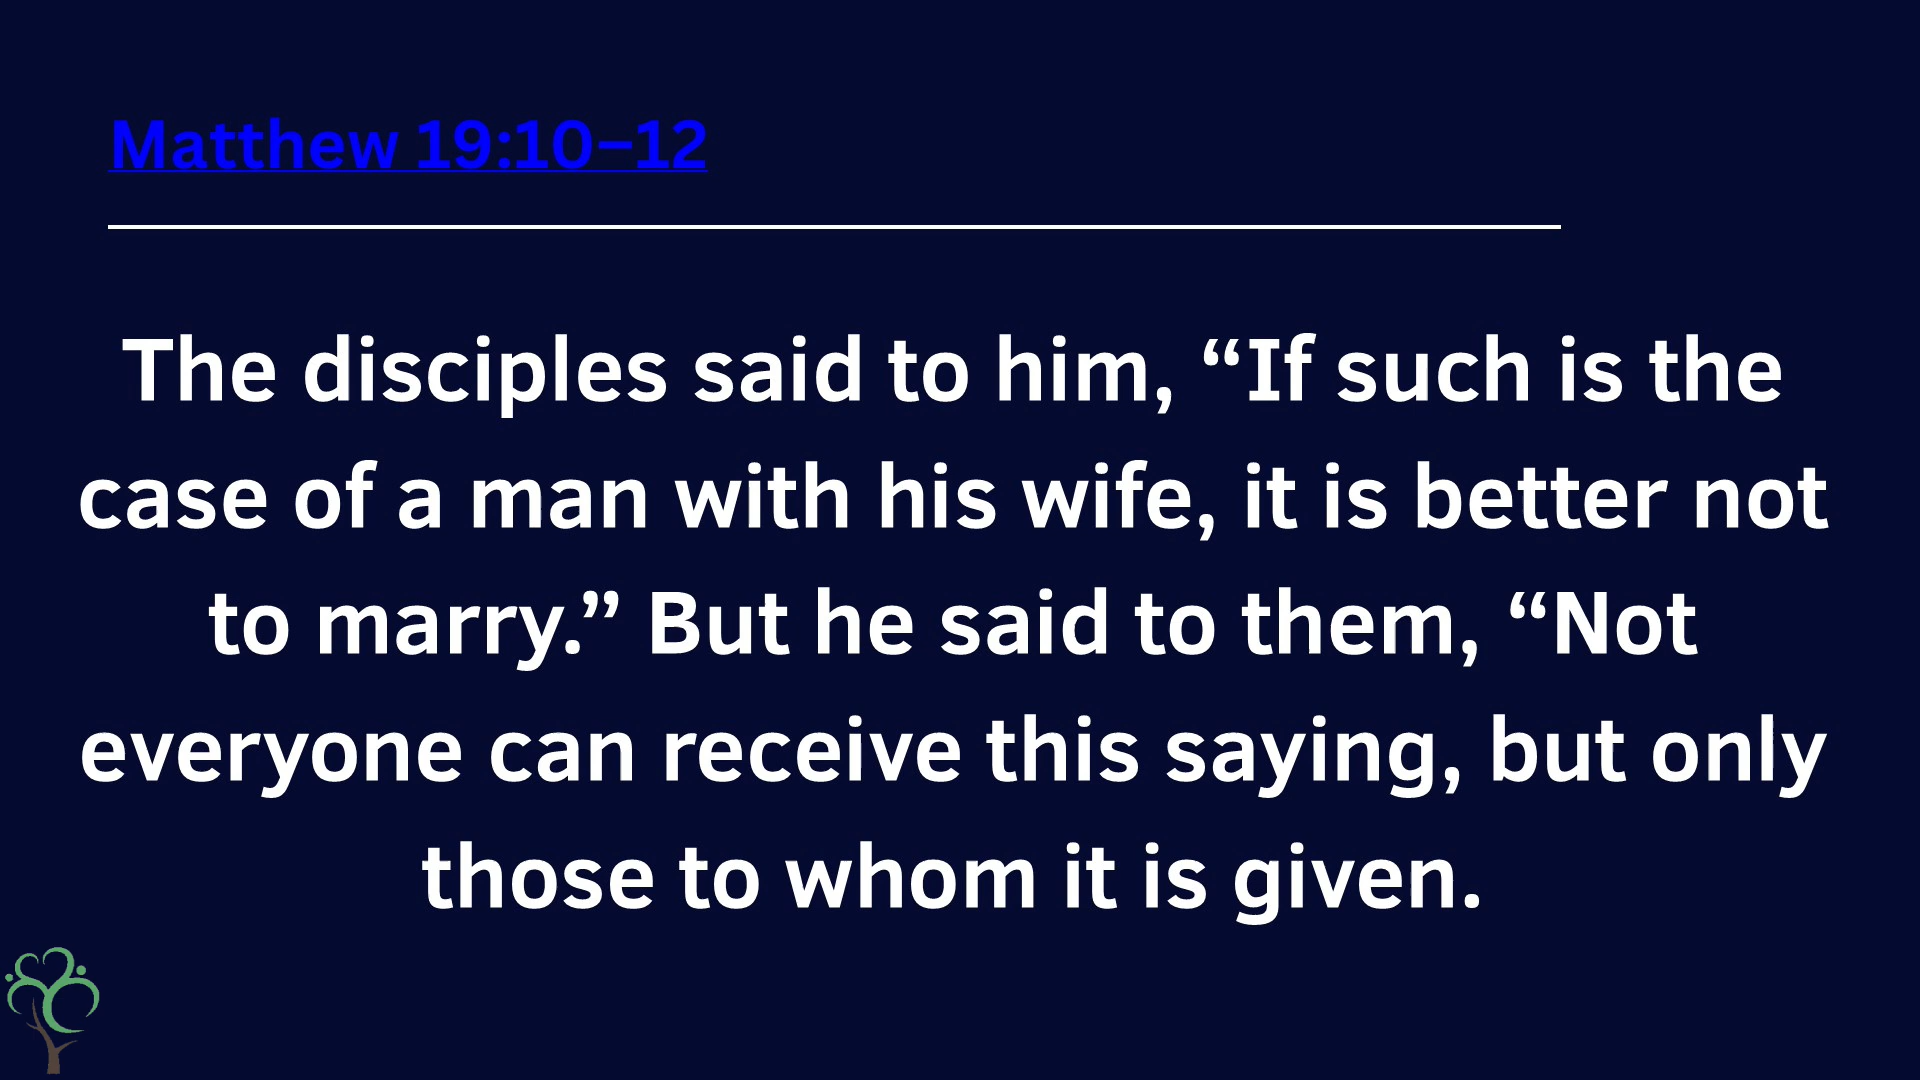 Matthew 19:10–12
The disciples said to him, “If such is the
case of a man with his wife, it is better not
to marry.” But he said to them, “Not
everyone can receive this saying, but only
those to whom it is given.